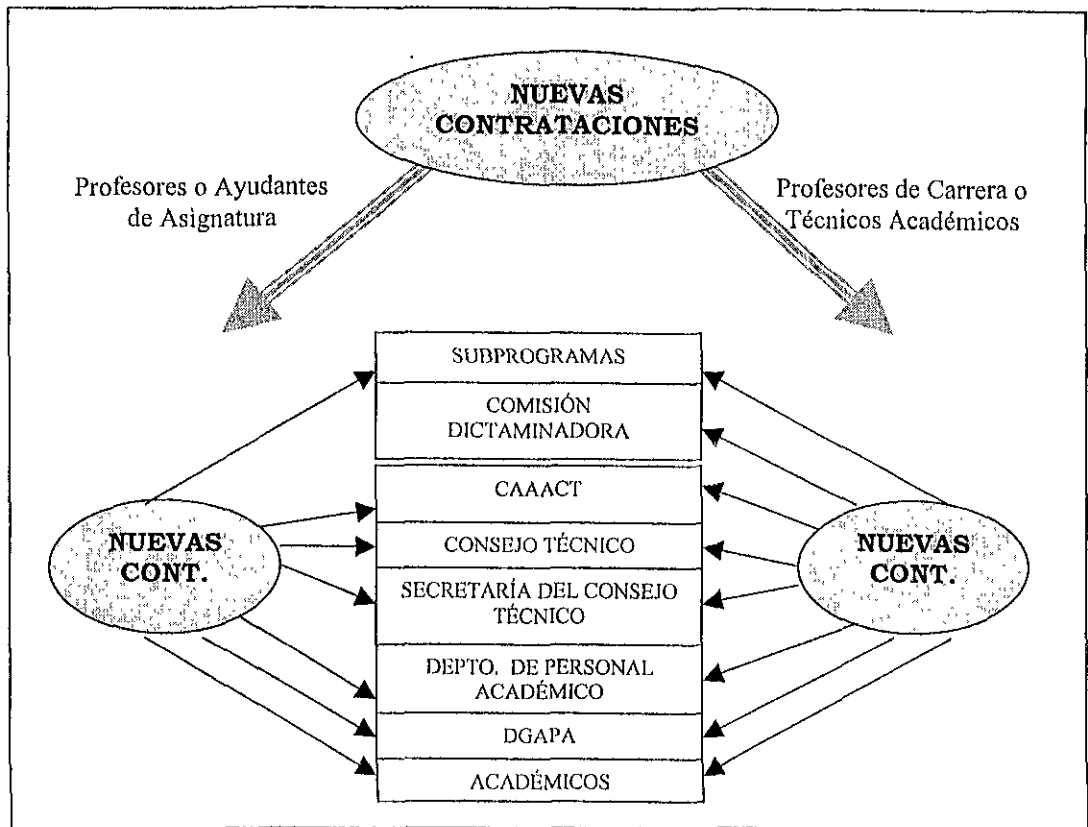 NUEVAS
CONTRATACIONES
Profesores o Ayudantes
de Asignatura
Profesores de Carrera o
Técnicos Académicos
SUBPROGRAMAS
COMISIÓN
DICTAMINADORA
CAAACT
CONSEJO TÉCNICO
SECRETARÍA DEL CONSEJO
TÉCNICO
DEPTO. DE PERSONAL
ACADÉMICO
DGAPA
ACADÉMICOS
NUEVAS
CONT.
NUEVAS
CONT.